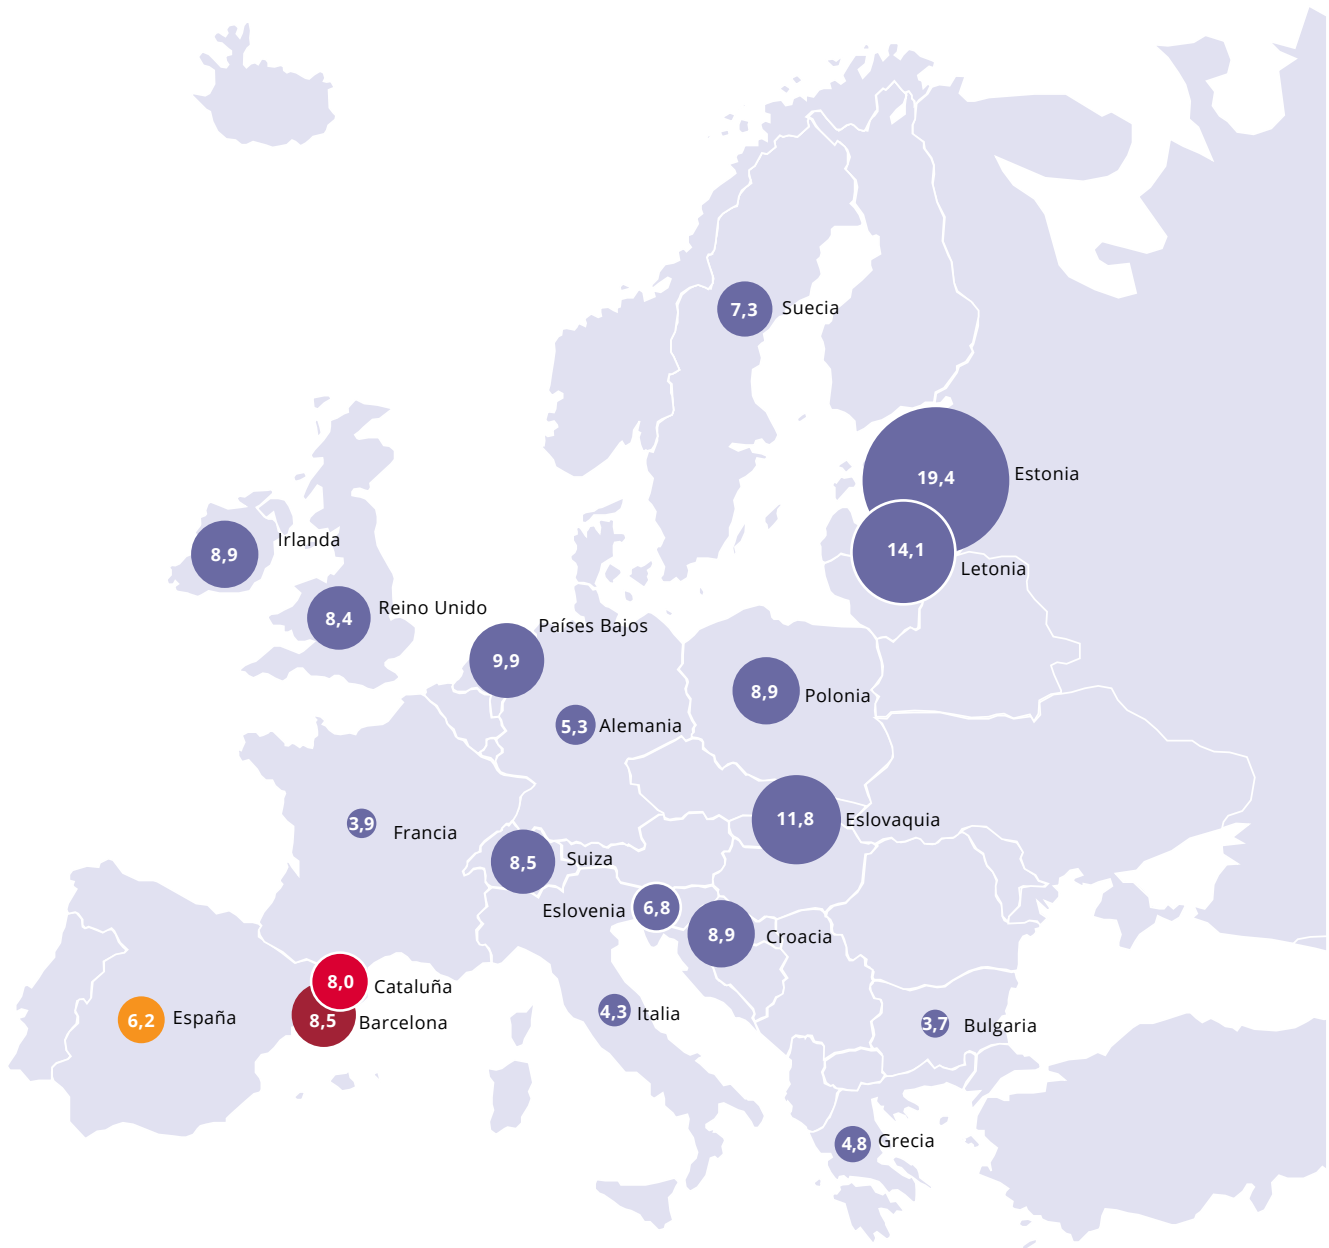 7,3
Suecia
19,4
Estonia
14,1
Letonia
Irlanda
8,9
Reino Unido
8,4
Países Bajos
9,9
8,9
Polonia
5,3
Alemania
11,8
Eslovaquia
3,9
Francia
8,5
Suiza
Eslovenia
6,8
8,9
Croacia
8,0
Cataluña
6,2
España
8,5
Barcelona
4,3
Italia
3,7
Bulgaria
4,8
Grecia